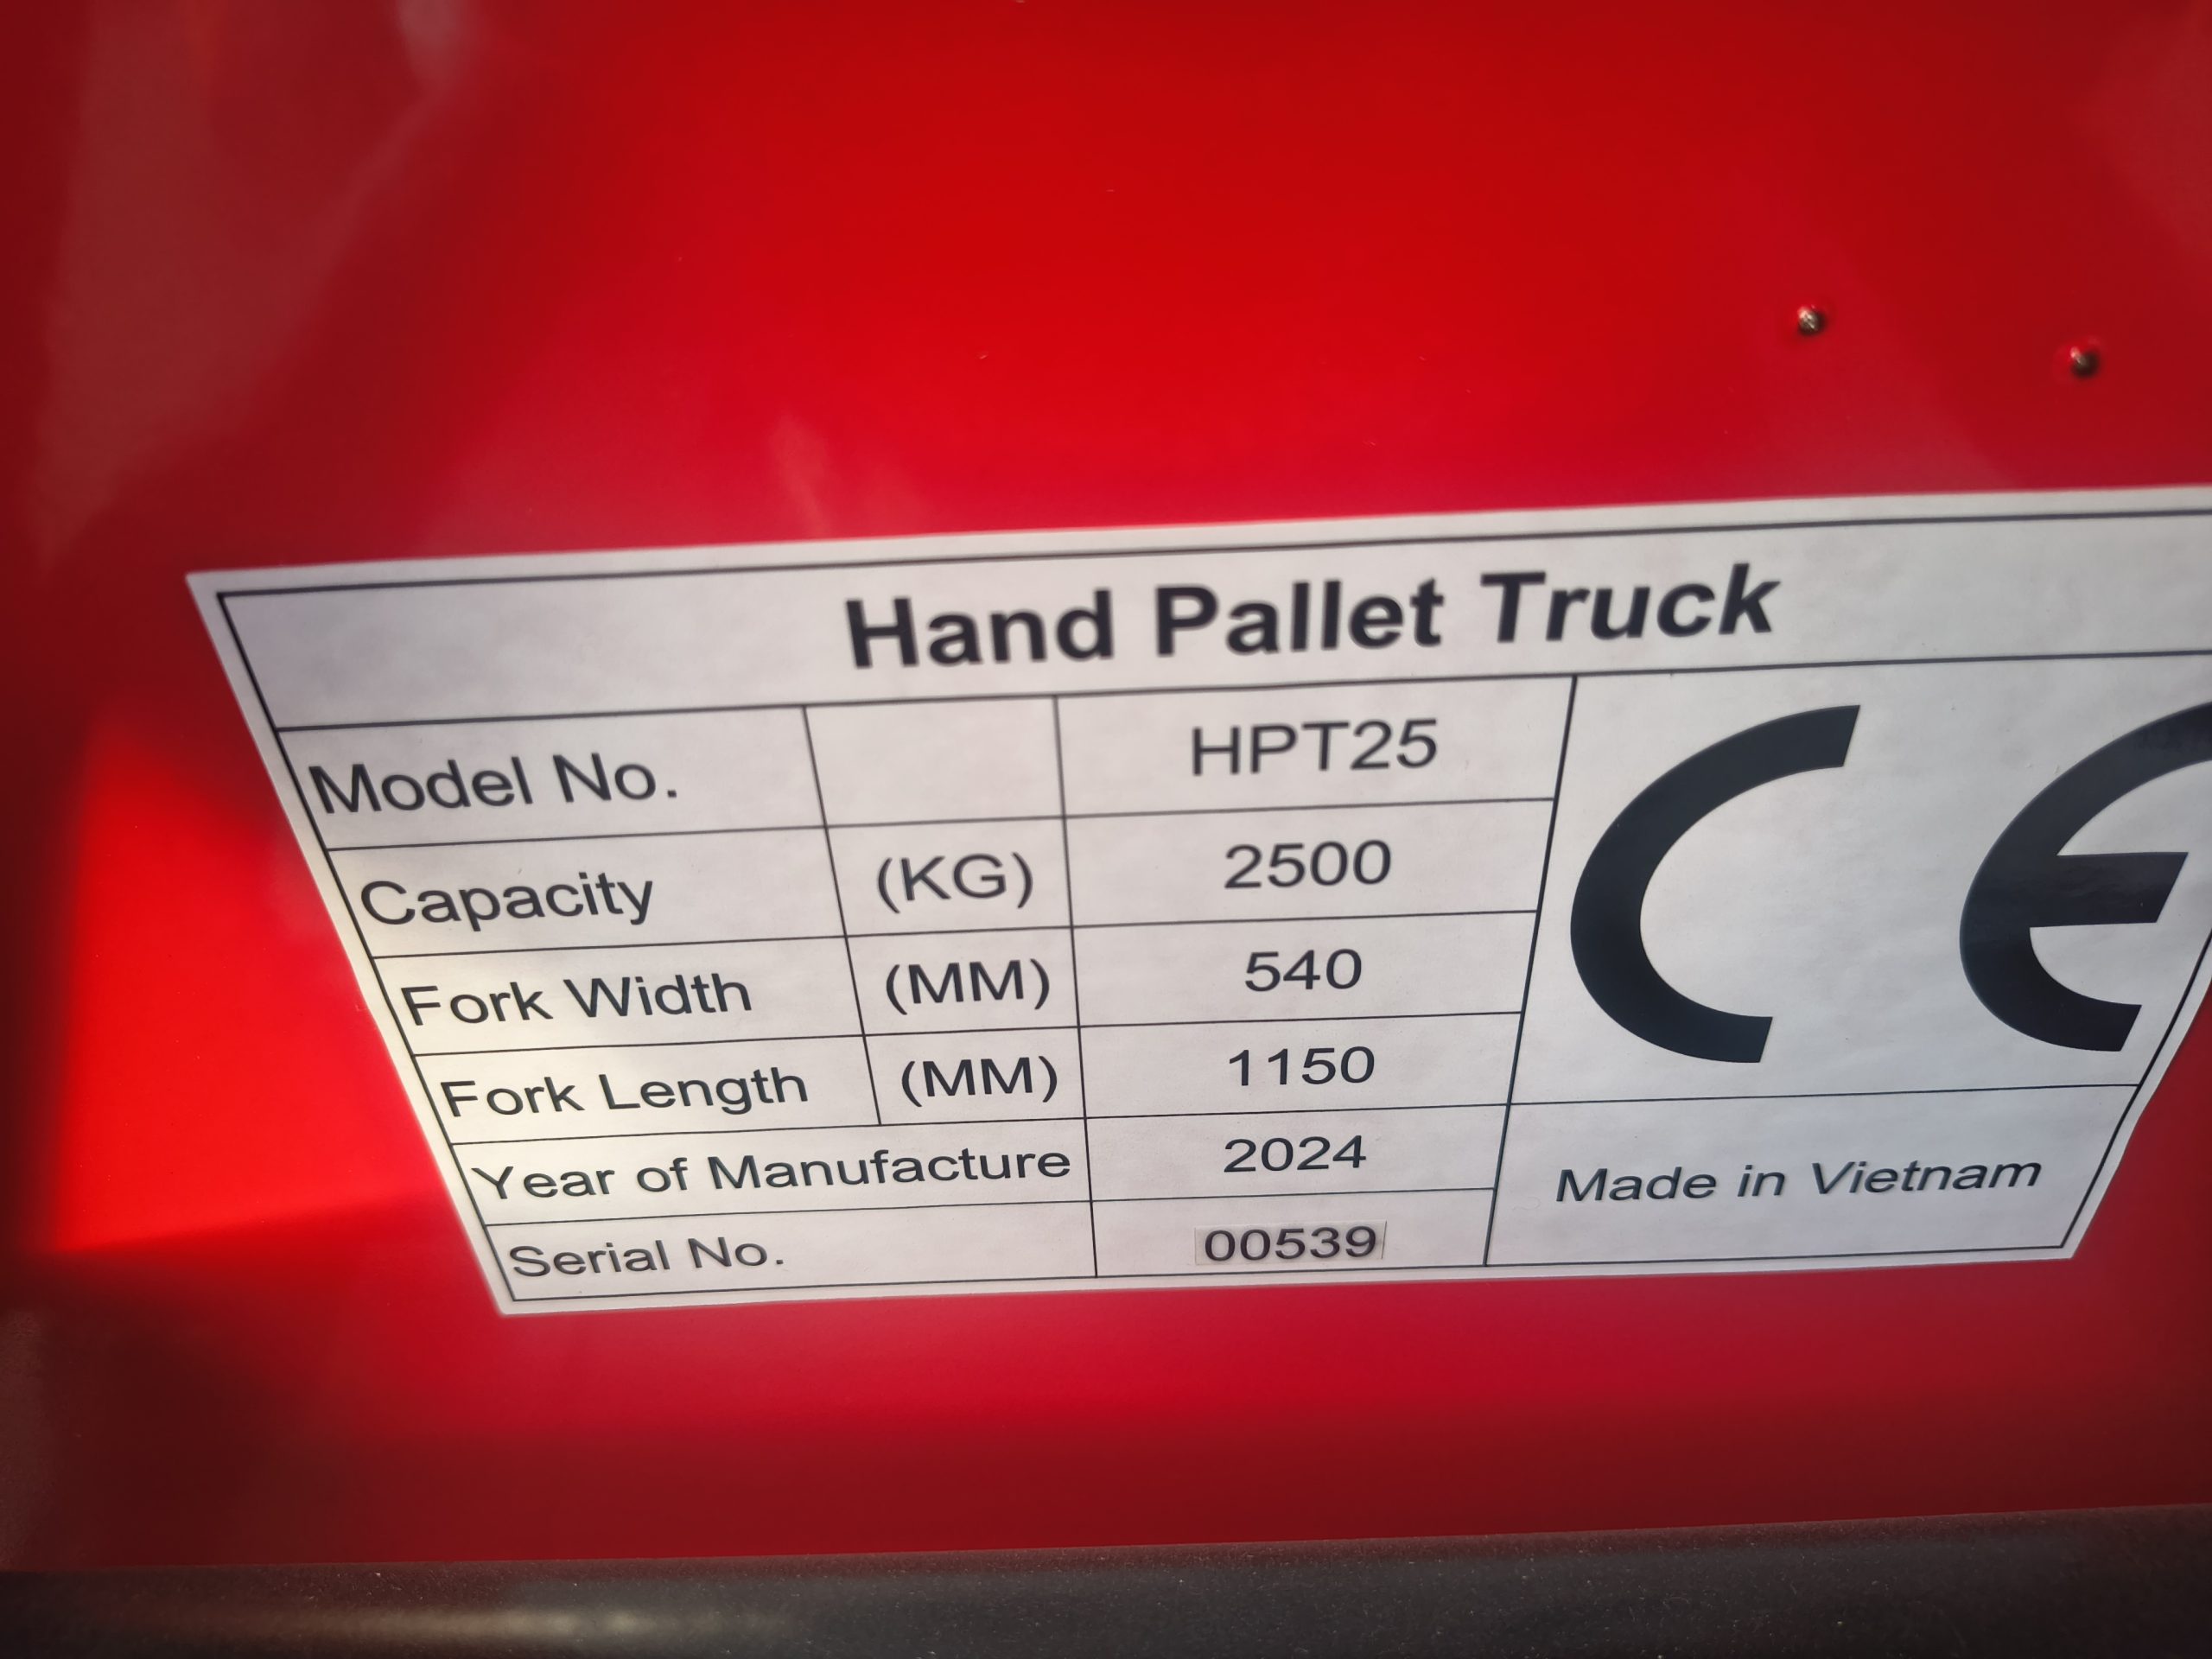 Hand Pallet Truck
Model No. HPT25
Capacity (KG) 2500
Fork Width (MM) 540
Fork Length (MM) 1150
Year of Manufacture 2024
Serial No. 00539
CE
Made in Vietnam